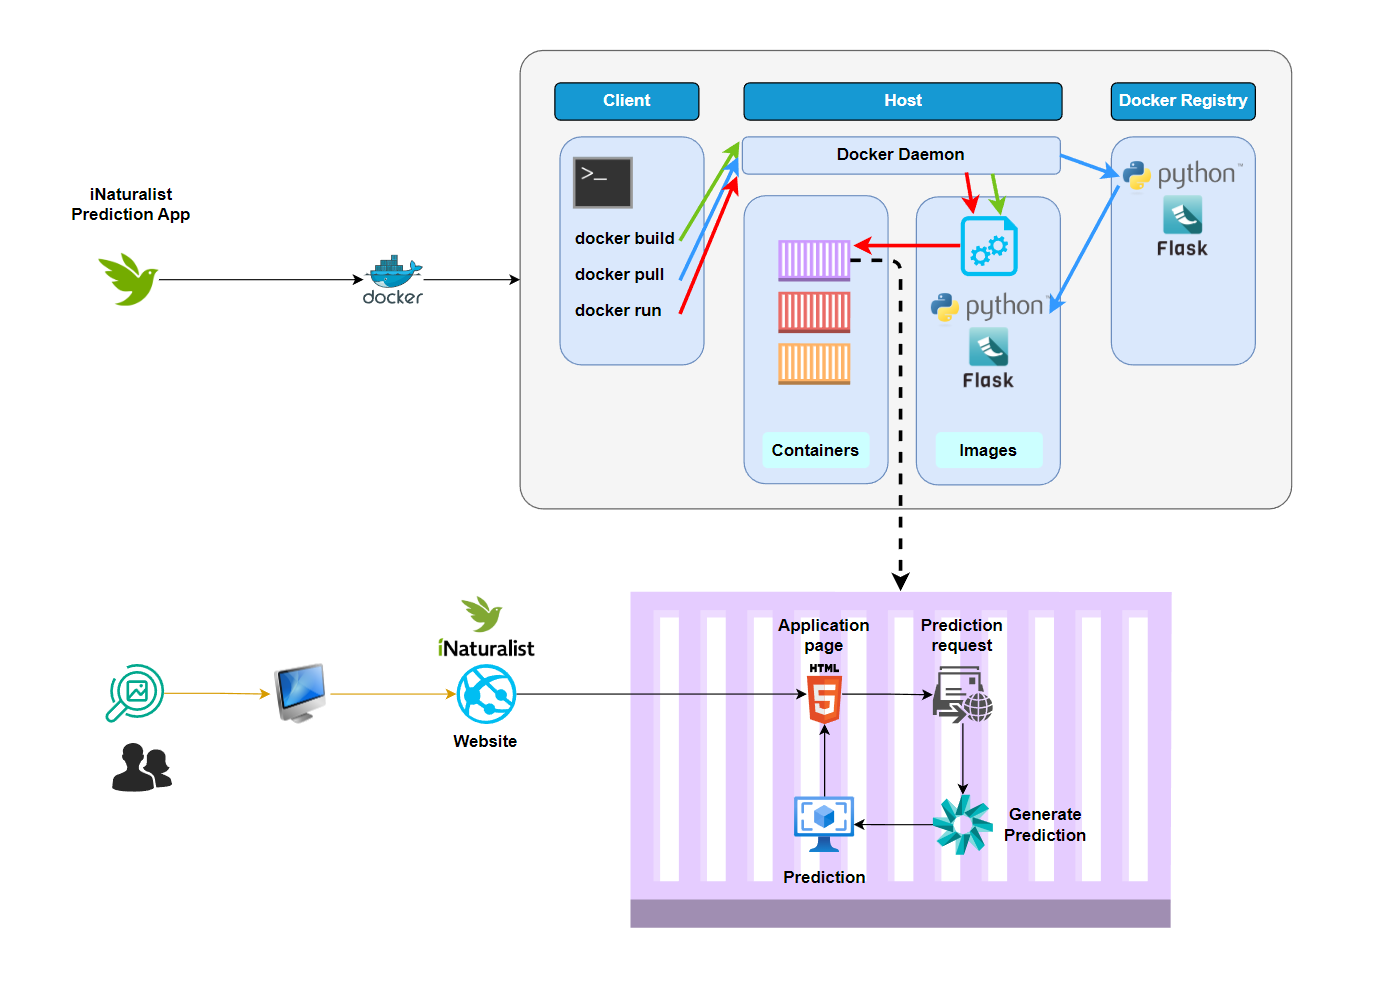 Client
Host
Docker Registry
Docker Daemon
>_
python™
Flask
iNaturalist
Prediction App
docker
docker build
docker pull
docker run
python™
Flask
Containers
Images
iNaturalist
Website
Application
page
HTML
5
Prediction
request
Generate
Prediction
Prediction